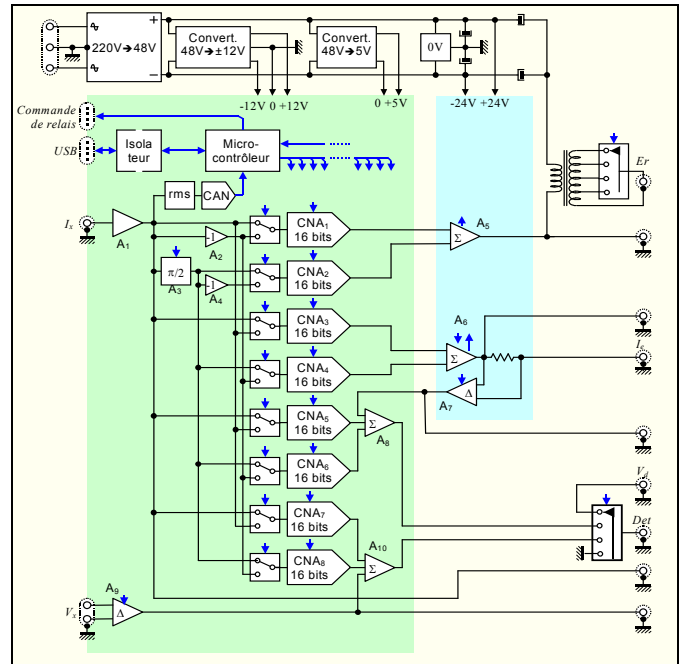 +
220V➔48V
−
Convert.
48V➔±12V
Convert.
48V➔5V
0V
-12V 0 +12V
0 +5V
-24V +24V
Commande
de relais
USB
Isola
teur
Micro-
contrôleur
rms
CAN
Er
Ix
A1
-1
A2
CNA1
16 bits
Σ
A5
π/2
A3
-1
A4
CNA2
16 bits
CNA3
16 bits
A6
Σ
CNA4
16 bits
A7
Δ
CNA5
16 bits
Σ
A8
CNA6
16 bits
Vd
CNA7
16 bits
Det
A10
CNA8
16 bits
Σ
A9
Vx
Δ